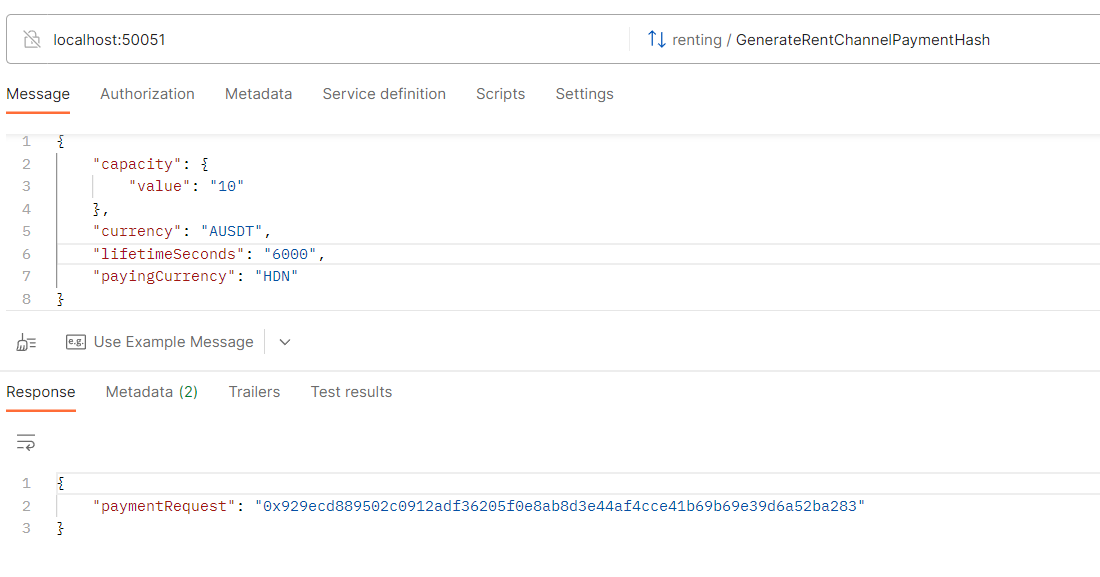 localhost:50051 renting / GenerateRentChannelPaymentHash
Message Authorization Metadata Service definition Scripts Settings
1 {
2 "capacity": {
3 "value": "10"
4 },
5 "currency": "AUSDT",
6 "lifetimeSeconds": "6000",
7 "payingCurrency": "HDN"
8 }
e.g. Use Example Message
Response Metadata (2) Trailers Test results
1 {
2 "paymentRequest": "0x929ecd889502c0912adf36205f0e8ab8d3e44af4cce41b69b69e39d6a52ba283"
3 }